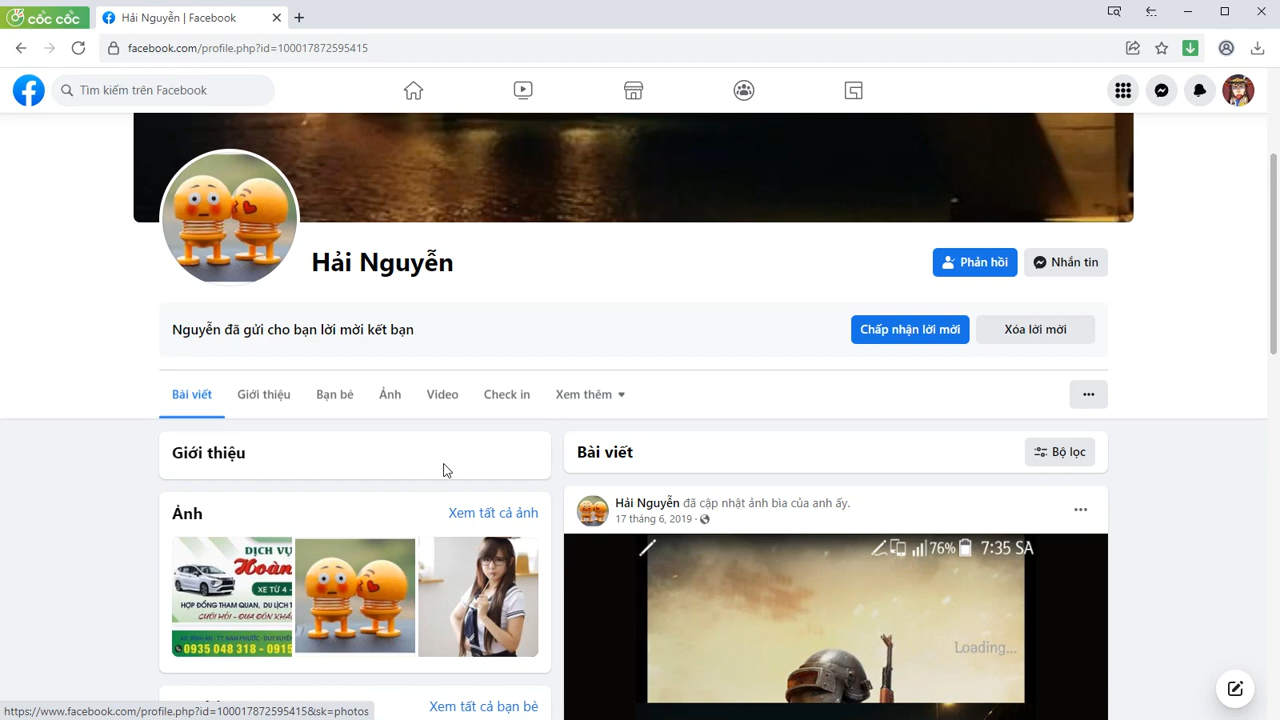 cốc cốc
Hải Nguyễn | Facebook
facebook.com/profile.php?id=100017872595415
Tìm kiếm trên Facebook
Hải Nguyễn
Phản hồi
Nhắn tin
Nguyễn đã gửi cho bạn lời mời kết bạn
Chấp nhận lời mời
Xóa lời mời
Bài viết
Giới thiệu
Bạn bè
Ảnh
Video
Check in
Xem thêm
Giới thiệu
Bài viết
Bộ lọc
Ảnh
Xem tất cả ảnh
Hải Nguyễn đã cập nhật ảnh bìa của anh ấy.
17 tháng 6, 2019
76% 7:35 SA
Loading...
DỊCH VỤ
Hoàn
XE TỪ 4 -
HỢP ĐỒNG THAM QUAN, DU LỊCH
CƯỚI HỎI - ĐƯA ĐÓN
0935 048 318 - 0915
Xem tất cả bạn bè
https://www.facebook.com/profile.php?id=100017872595415&sk=photos